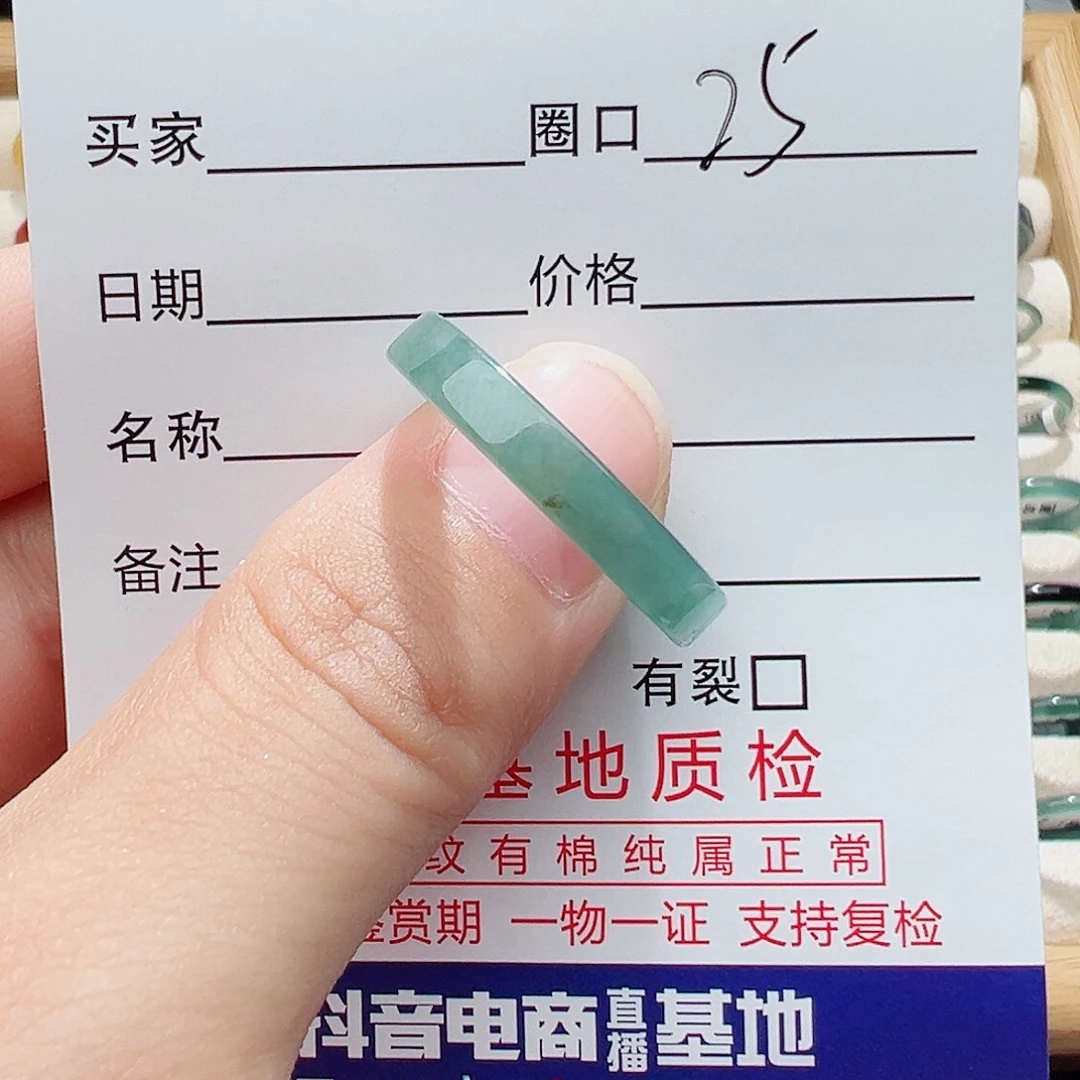 买家 圈口 25
日期 价格
名称
备注
有裂
基地质检
纹有棉纯属正常
鉴赏期 一物一证 支持复检
抖音电商直播基地